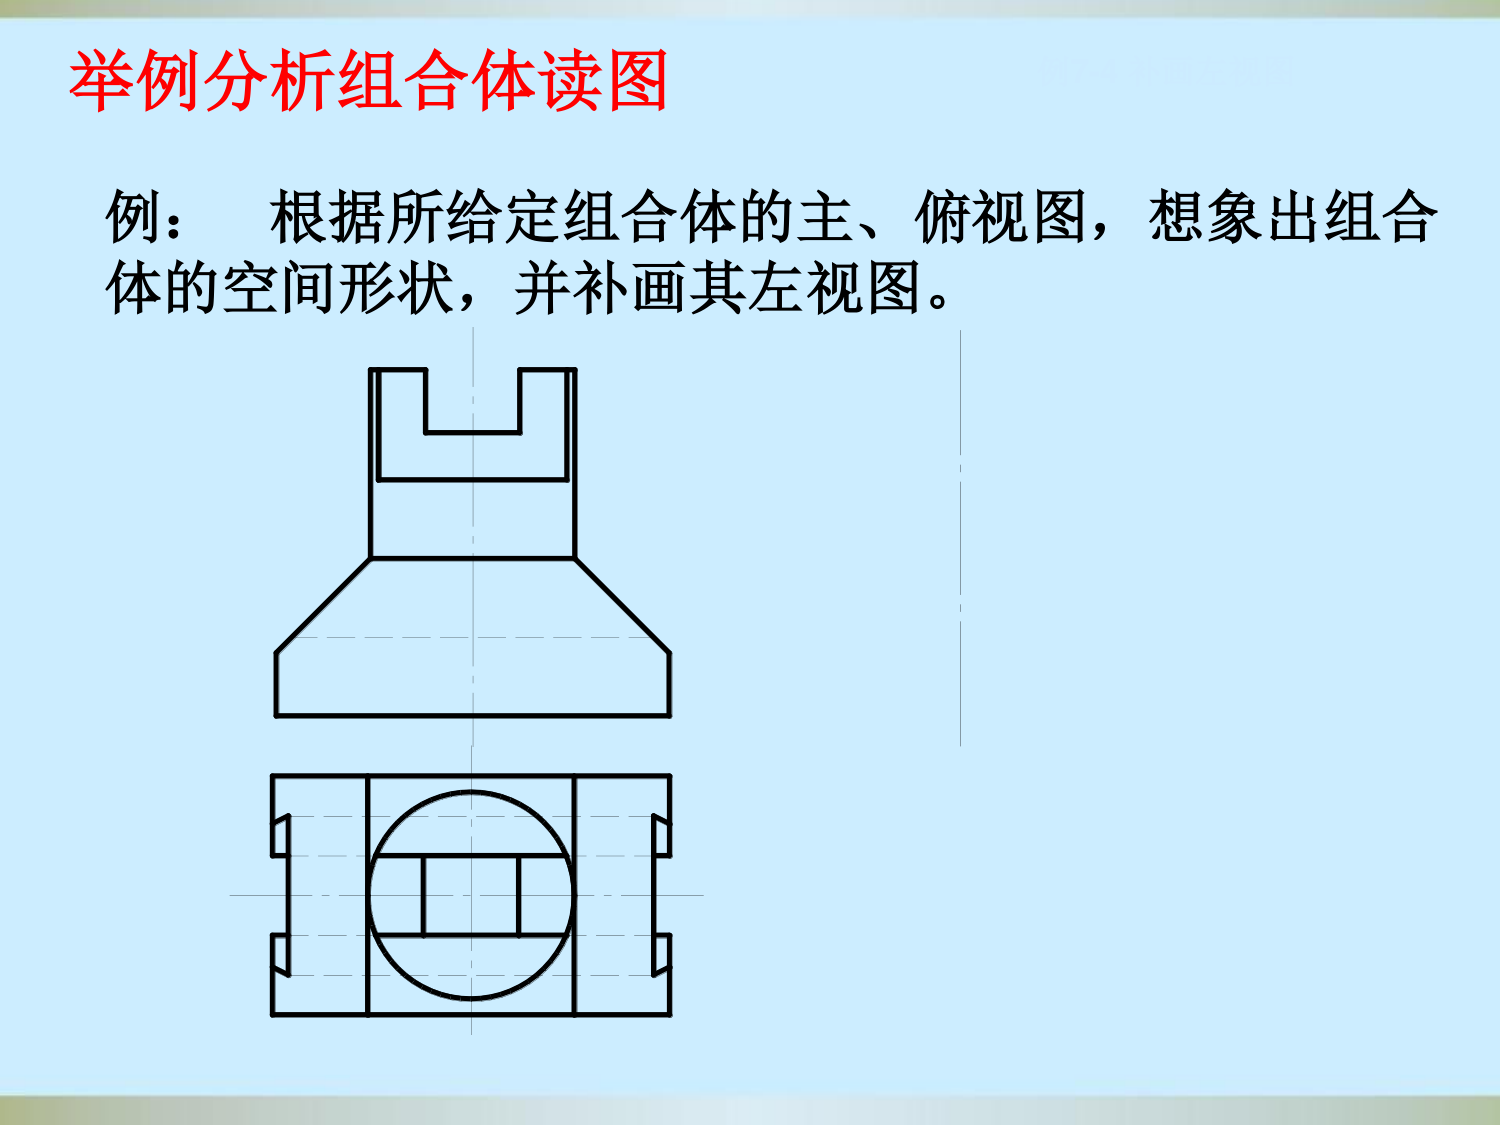 举例分析组合体读图
例： 根据所给定组合体的主、俯视图，想象出组合
体的空间形状，并补画其左视图。